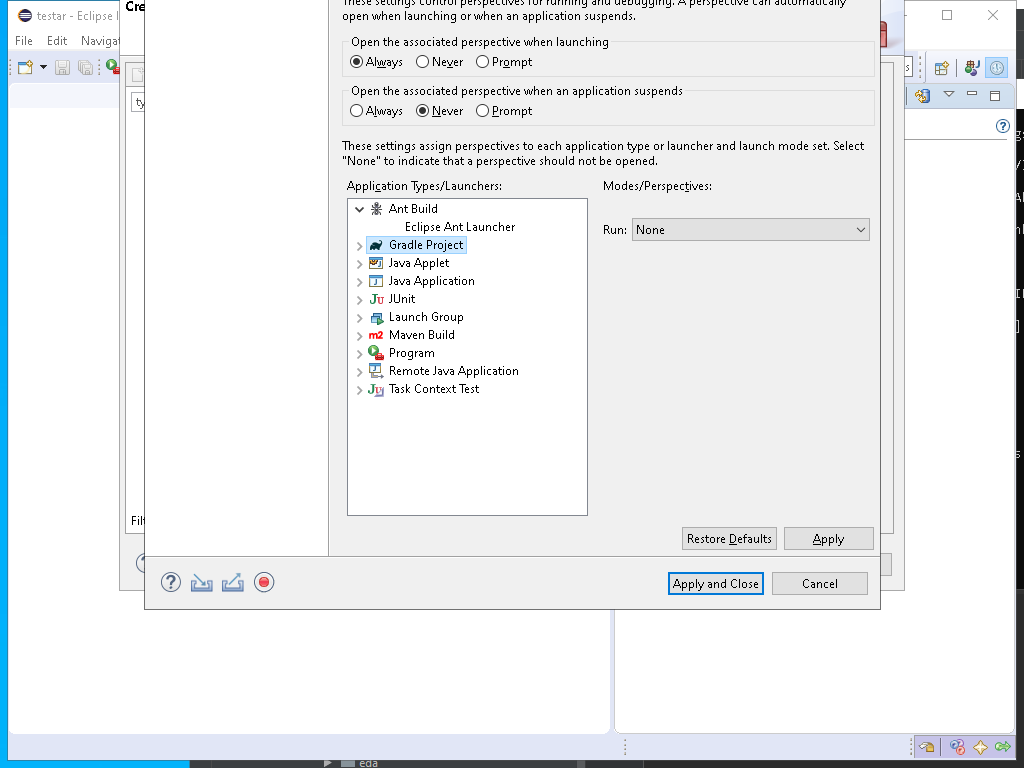 testar - Eclipse I
Cre
File Edit Navigat
These settings control perspectives for running and debugging. A perspective can automatically
open when launching or when an application suspends.
Open the associated perspective when launching
Always Never Prompt
Open the associated perspective when an application suspends
Always Never Prompt
These settings assign perspectives to each application type or launcher and launch mode set. Select
"None" to indicate that a perspective should not be opened.
Application Types/Launchers:
Modes/Perspectives:
Ant Build
Eclipse Ant Launcher
Run: None
Gradle Project
Java Applet
Java Application
JUnit
Launch Group
Maven Build
Program
Remote Java Application
Task Context Test
ty
Filt
Restore Defaults Apply
Apply and Close Cancel
eda